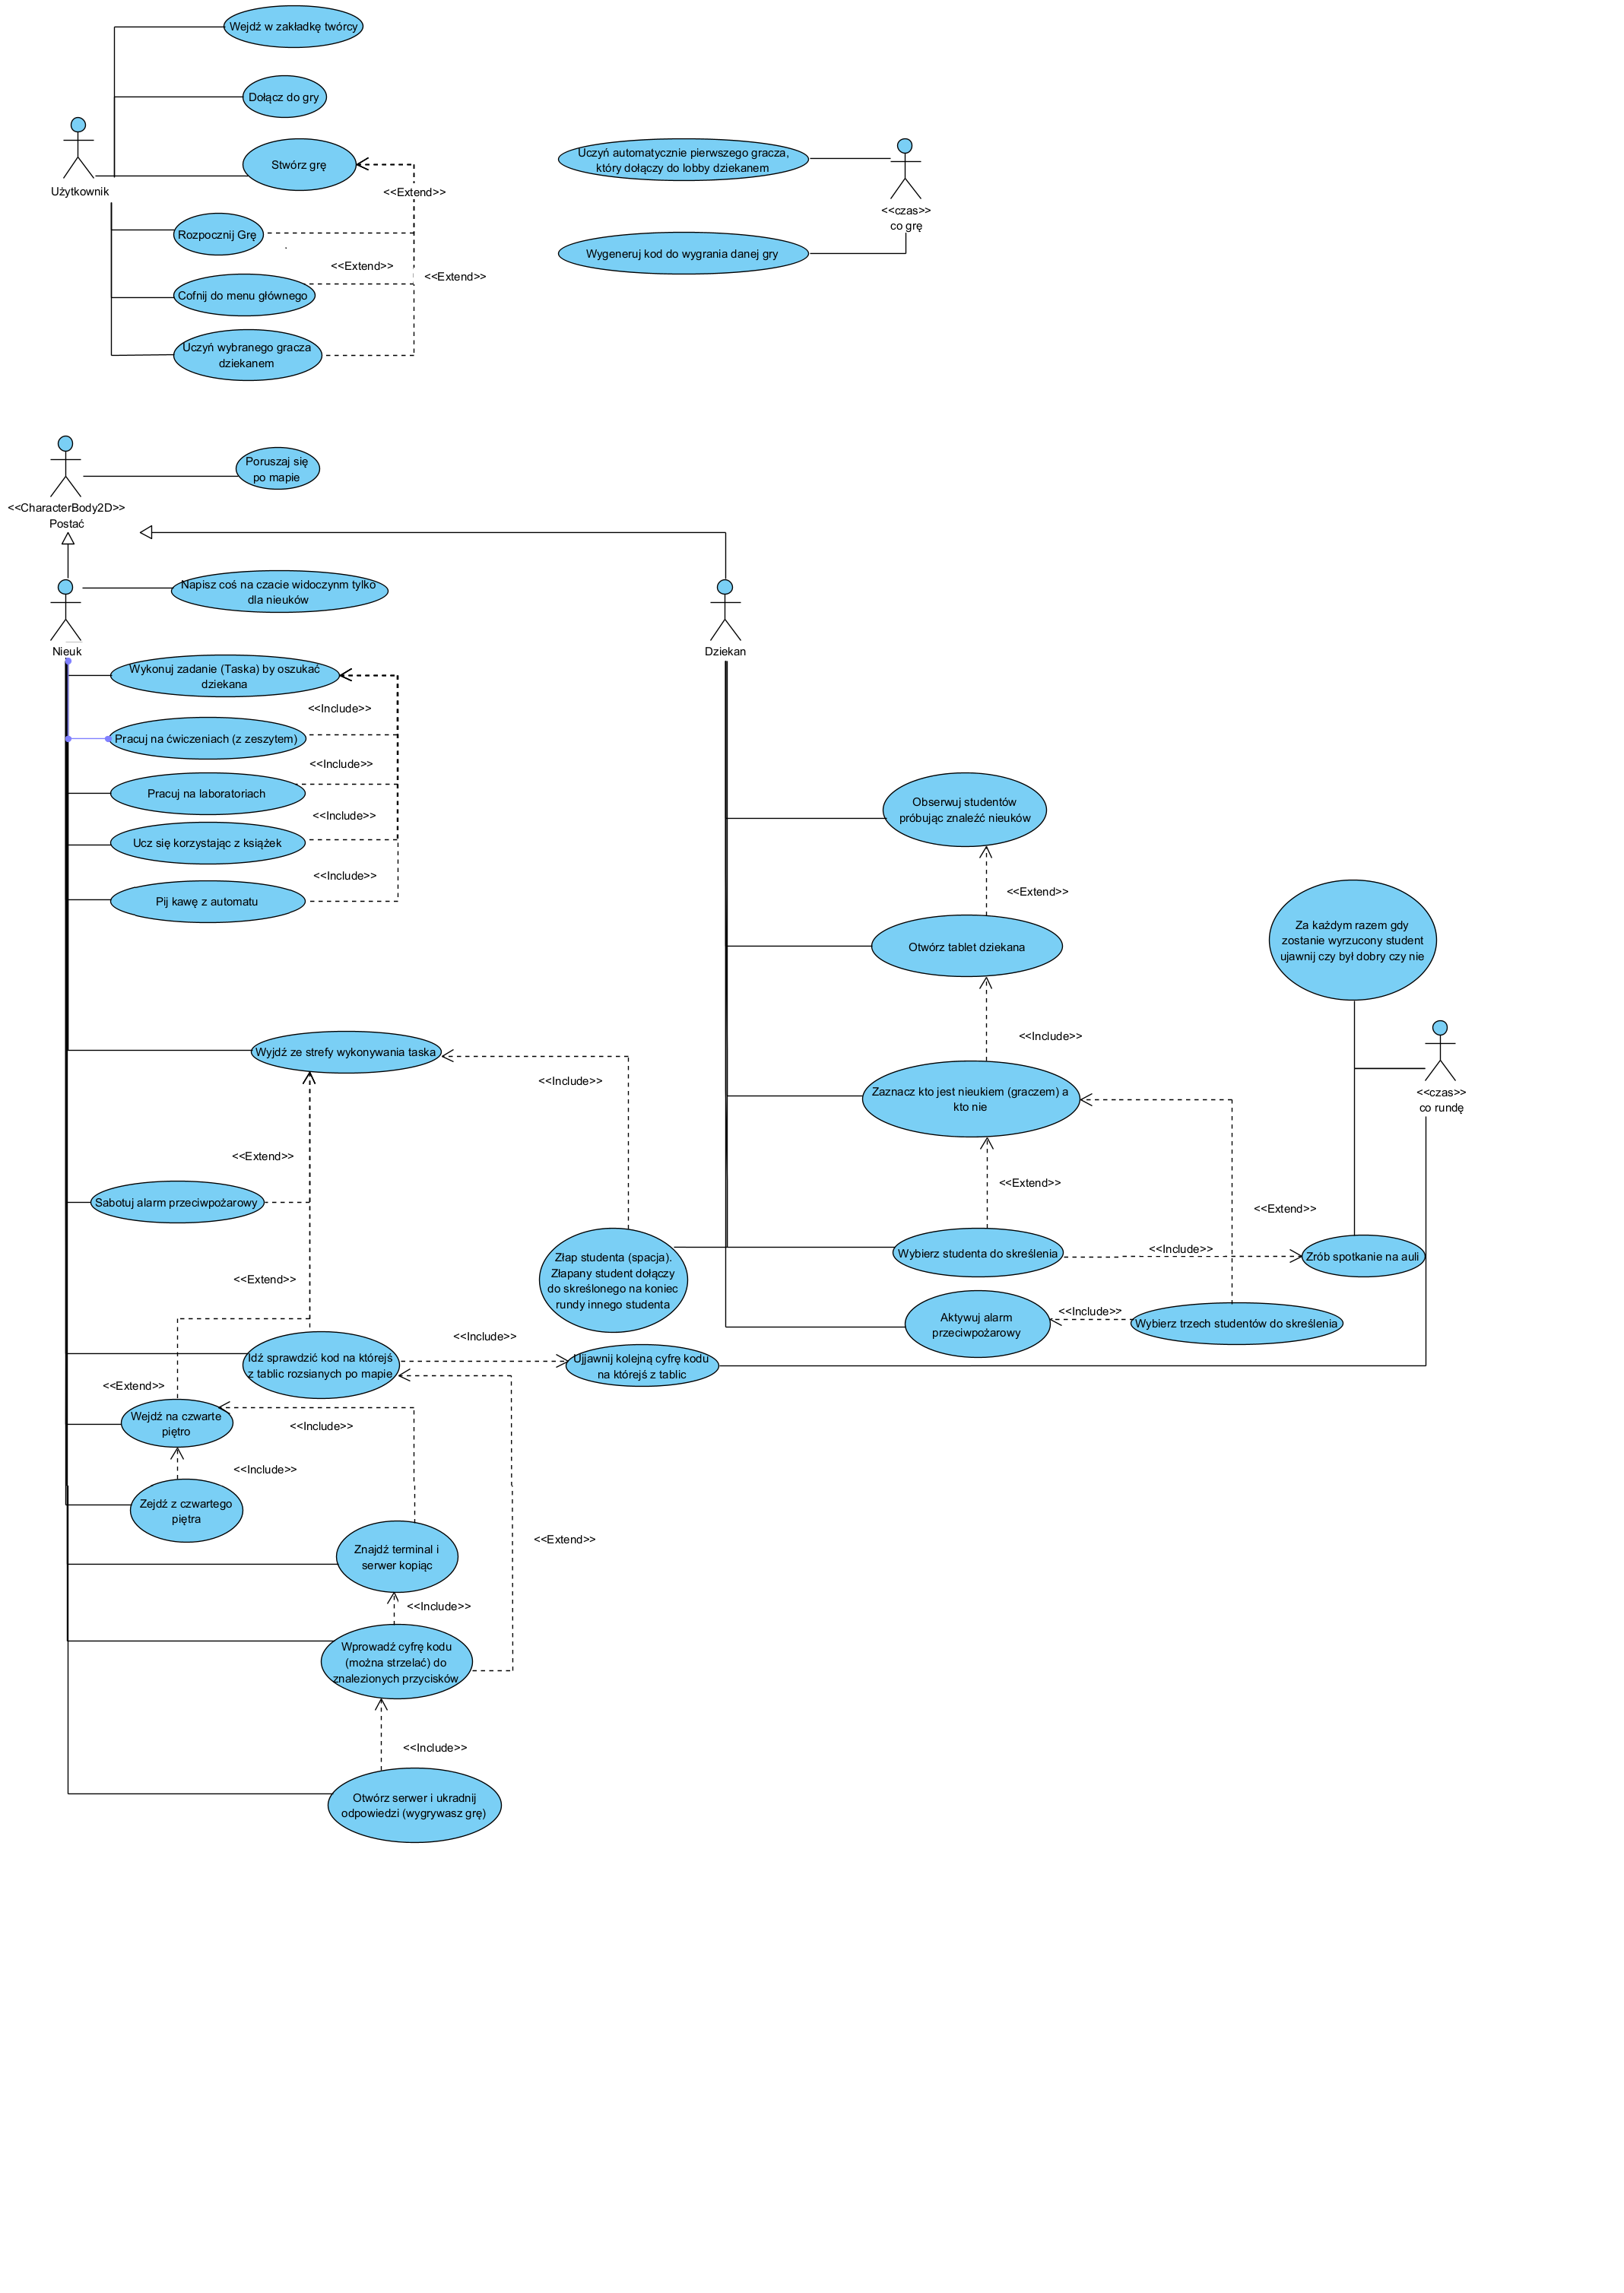 Wejdź w zakładkę twórcy
Dołącz do gry
Stwórz grę
Użytkownik
<<Extend>>
Rozpocznij Grę
<<Extend>>
<<Extend>>
Cofnij do menu głównego
Uczyń wybranego gracza
dziekanem
Uczyń automatycznie pierwszego gracza,
który dołączy do lobby dziekanem
<<czas>>
co grę
Wygeneruj kod do wygrania danej gry
Poruszaj się
po mapie
<<CharacterBody2D>>
Postać
Napisz coś na czacie widoczynm tylko
dla nieuków
Nieuk
Dziekan
Wykonuj zadanie (Taska) by oszukać
dziekana
<<Include>>
Pracuj na ćwiczeniach (z zeszytem)
<<Include>>
Pracuj na laboratoriach
<<Include>>
Ucz się korzystając z książek
<<Include>>
Pij kawę z automatu
Obserwuj studentów
próbując znaleźć nieuków
<<Extend>>
Otwórz tablet dziekana
<<Include>>
Za każdym razem gdy
zostanie wyrzucony student
ujawnij czy był dobry czy nie
<<czas>>
co rundę
Zaznacz kto jest nieukiem (graczem) a
kto nie
<<Extend>>
<<Extend>>
Wybierz studenta do skreślenia
<<Include>>
Zrób spotkanie na auli
Aktywuj alarm
przeciwpożarowy
<<Include>>
Wybierz trzech studentów do skreślenia
Wyjdź ze strefy wykonywania taska
<<Include>>
<<Extend>>
Sabotuj alarm przeciwpożarowy
<<Extend>>
Złap studenta (spacja).
Złapany student dołączy
do skreślonego na koniec
rundy innego studenta
<<Include>>
Idź sprawdzić kod na którejś
z tablic rozsianych po mapie
Ujjawnij kolejną cyfrę kodu
na którejś z tablic
<<Extend>>
Wejdź na czwarte
piętro
<<Include>>
<<Include>>
Zejdź z czwartego
piętra
Znajdź terminal i
serwer kopiąc
<<Extend>>
<<Include>>
Wprowadź cyfrę kodu
(można strzelać) do
znalezionych przycisków
<<Include>>
Otwórz serwer i ukradnij
odpowiedzi (wygrywasz grę)